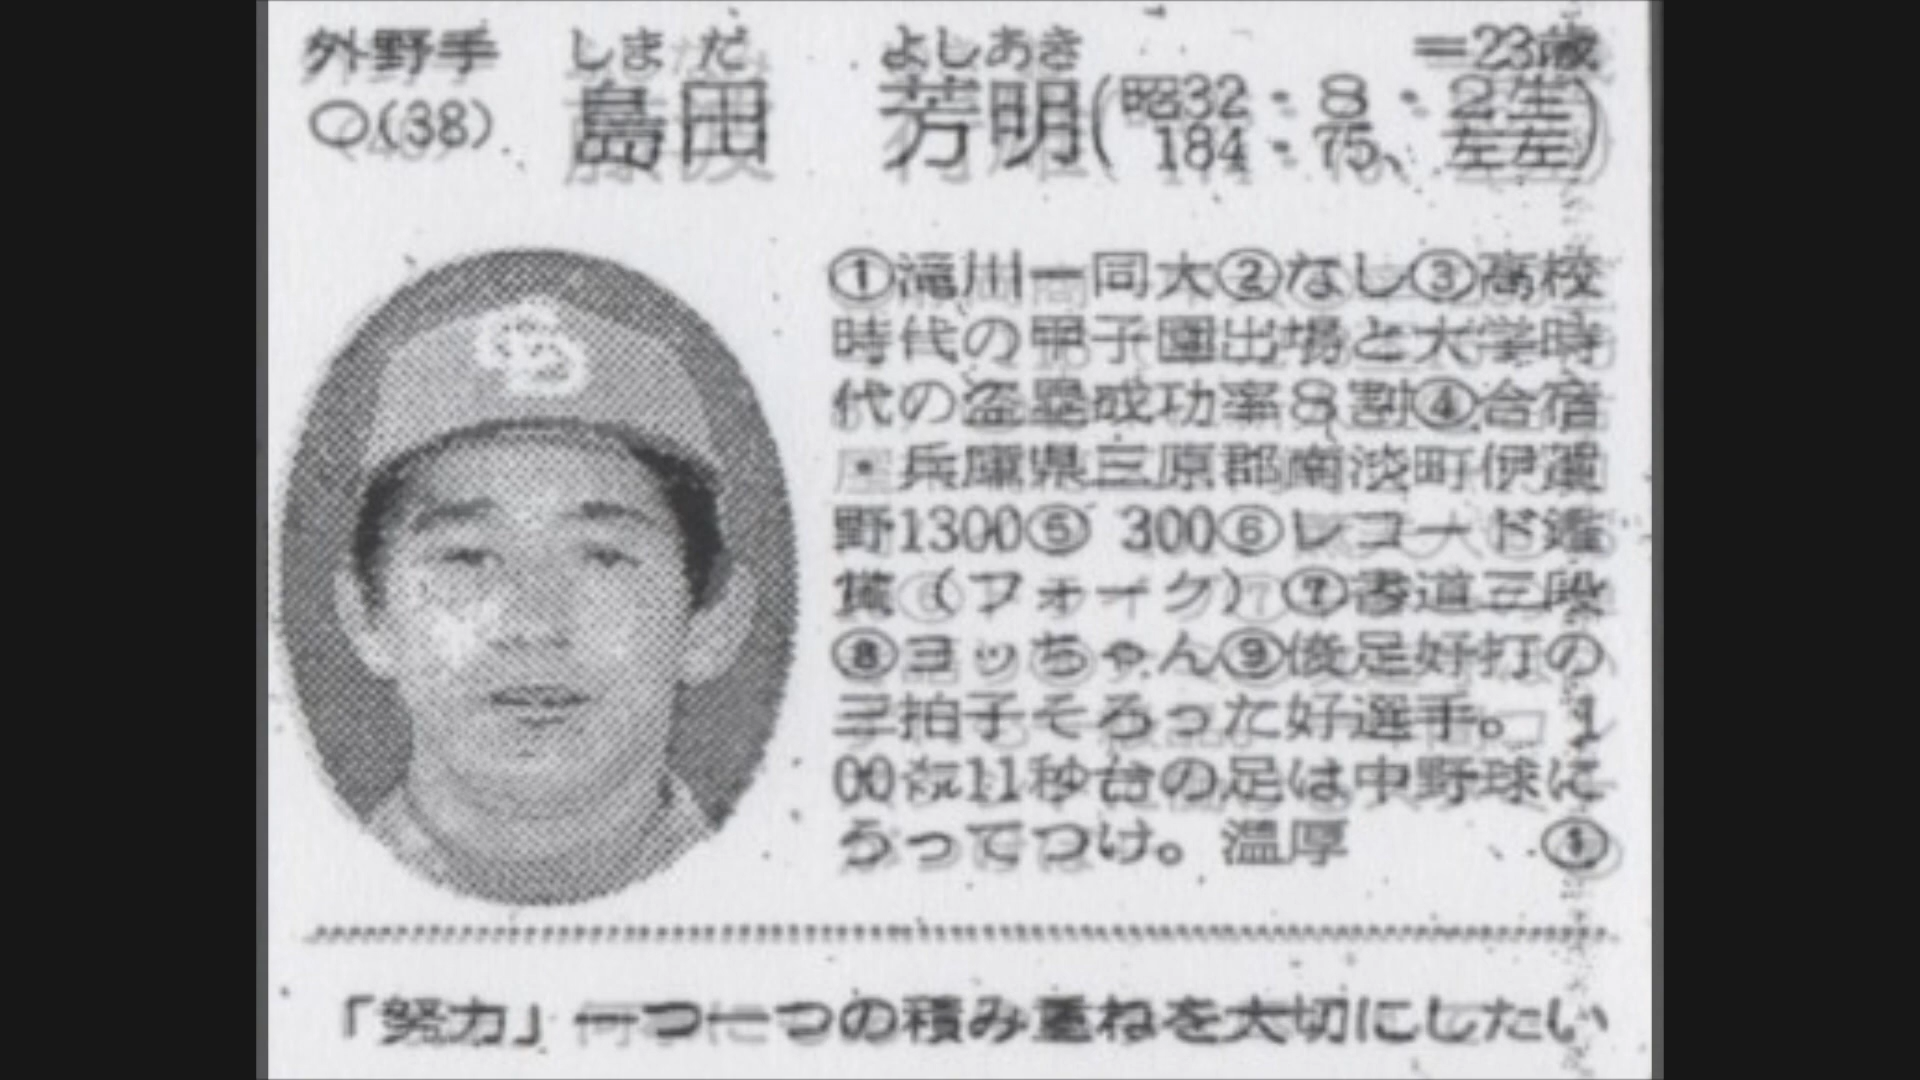 外野手 しまだ よしあき =23歳
○(38) 島田 芳明(昭32・8・2生
184・75、左左)
①滝川―同大②なし③高校
時代の甲子園出場と大学時
代の盗塁成功率8割④合宿
・兵庫県三原郡南淡町伊賀
野1300⑤ 300⑥レコード鑑
賞(フォーク)⑦書道三段
⑧ヨッちゃん⑨俊足好打の
三拍子そろった好選手。1
00㍍11秒台の足は中野球に
うってつけ。温厚 ①
「努力」一つ一つの積み重ねを大切にしたい